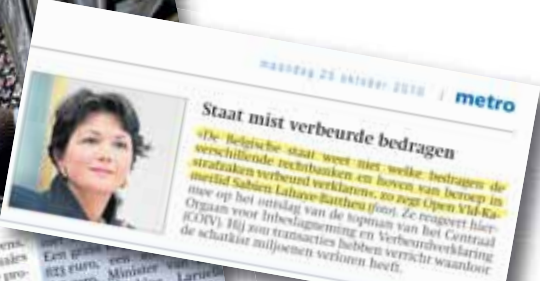 maandag 25 oktober 2010 | metro
Staat mist verbeurde bedragen
«De Belgische staat weet niet welke bedragen de
verschillende rechtbanken en hoven van beroep in
strafzaken verbeurd verklaren», zo zegt Open Vld-Ka-
merlid Sabien Lahaye-Battheu (foto). Ze reageert hier-
mee op het ontslag van de topman van het Centraal
Orgaan voor Inbeslagneming en Verbeurdverklaring
(COIV). Hij zou transacties hebben verricht waardoor
de schatkist miljoenen verloren heeft.
Een
823 euro,
Minister van